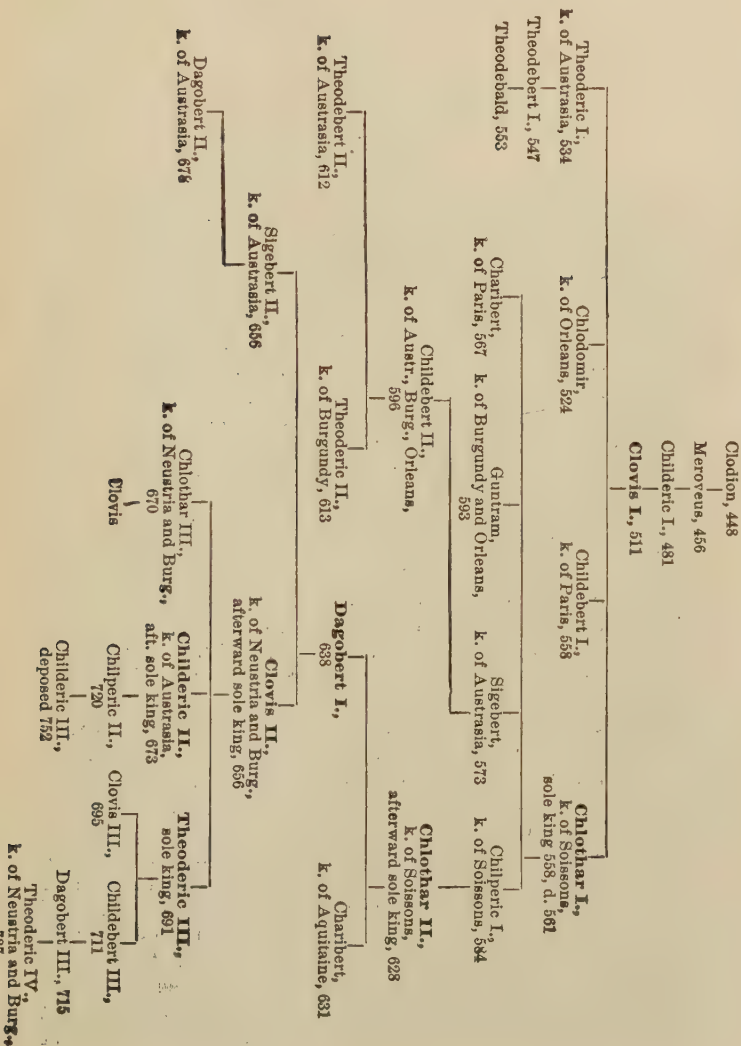 Clodion, 448
Meroveus, 456
Childeric I., 481
Clovis I., 511
Theoderic I.,
k. of Austrasia, 534
Theodebert I., 547
Theodebald, 553
Chlodomir,
k. of Orleans, 524
Childebert I.,
k. of Paris, 558
Chlothar I.,
k. of Soissons,
sole king 558, d. 561
Charibert,
k. of Paris, 567
Guntram,
k. of Burgundy and Orleans,
593
Sigebert,
k. of Austrasia, 573
Chilperic I.,
k. of Soissons, 584
Childebert II.,
k. of Austr., Burg., Orleans,
596
Chlothar II.,
k. of Soissons,
afterward sole king, 628
Theodebert II.,
k. of Austrasia, 612
Theoderic II.,
k. of Burgundy, 613
Dagobert I.,
638
Charibert,
k. of Aquitaine, 631
Sigebert II.,
k. of Austrasia, 656
Clovis II.,
k. of Neustria and Burg.,
afterward sole king, 656
Dagobert II.,
k. of Austrasia,
Chlothar III.,
k. of Neustria and Burg.,
670
Clovis
Childeric II.,
k. of Austrasia,
aft. sole king, 673
Chilperic II.,
720
Childeric III.,
deposed 752
Theoderic III.,
sole king, 691
Clovis III.,
695
Childebert III.,
711
Dagobert III., 715
Theoderic IV.,
k. of Neustria and Burg.,